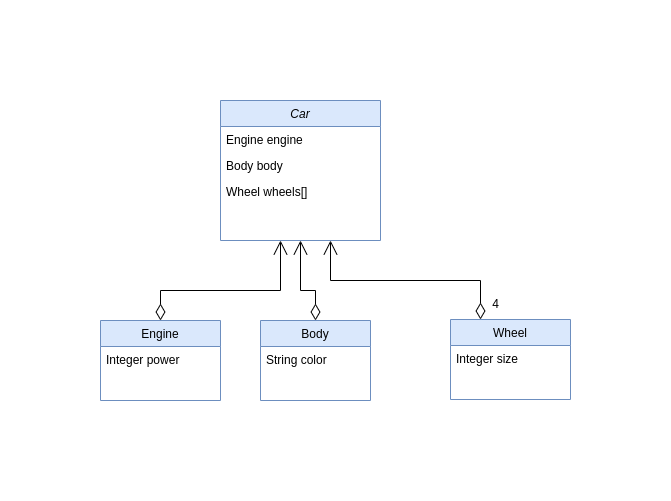 Car
Engine engine
Body body
Wheel wheels[]
4
Engine
Integer power
Body
String color
Wheel
Integer size